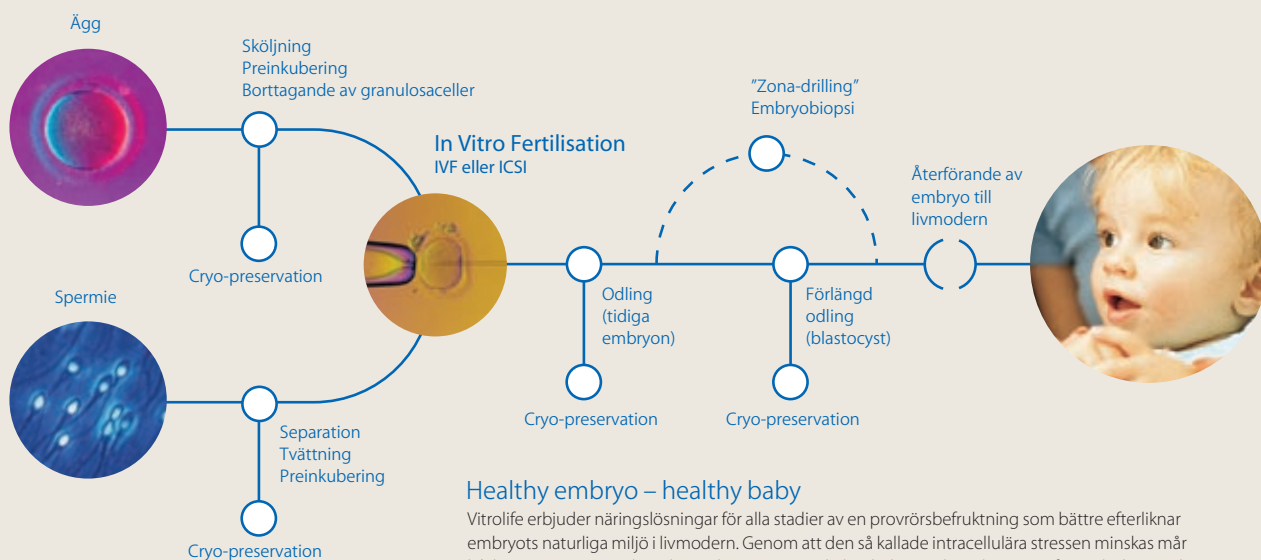 Ägg
Sköljning
Preinkubering
Borttagande av granulosaceller
Cryo-preservation
Spermie
Separation
Tvättning
Preinkubering
Cryo-preservation
In Vitro Fertilisation
IVF eller ICSI
Odling
(tidiga
embryon)
Cryo-preservation
"Zona-drilling"
Embryobiopsi
Förlängd
odling
(blastocyst)
Cryo-preservation
Återförande av
embryo till
livmodern
Healthy embryo – healthy baby
Vitrolife erbjuder näringslösningar för alla stadier av en provrörsbefruktning som bättre efterliknar
embryots naturliga miljö i livmodern. Genom att den så kallade intracellulära stressen minskas mår